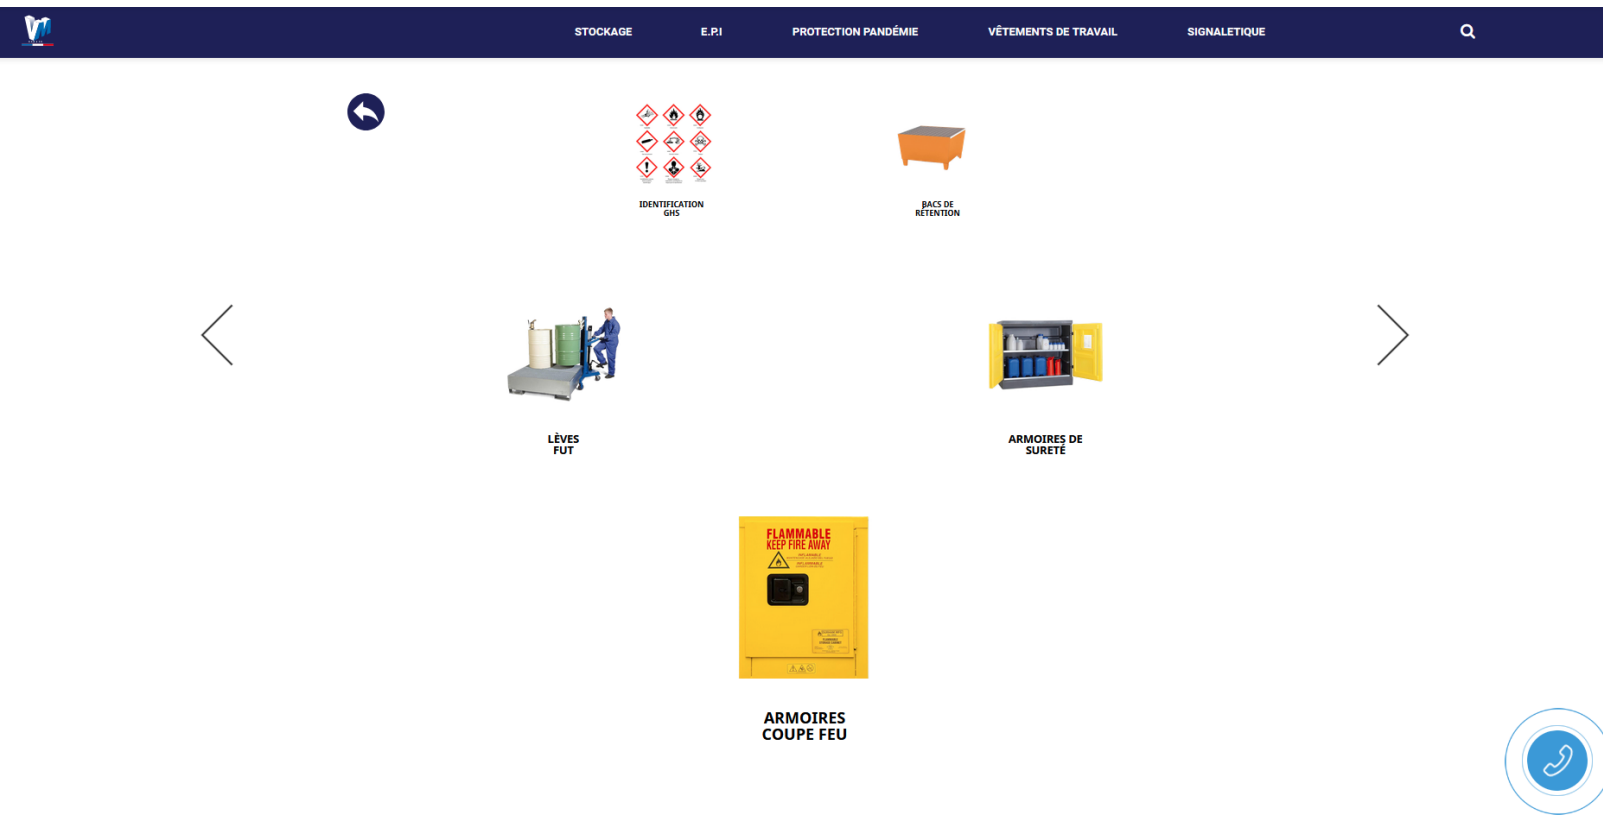 STOCKAGE
E.P.I
PROTECTION PANDÉMIE
VÊTEMENTS DE TRAVAIL
SIGNALETIQUE
IDENTIFICATION
GHS
BACS DE
RÉTENTION
LÈVES
FUT
ARMOIRES DE
SURETÉ
FLAMMABLE
KEEP FIRE AWAY
ARMOIRES
COUPE FEU